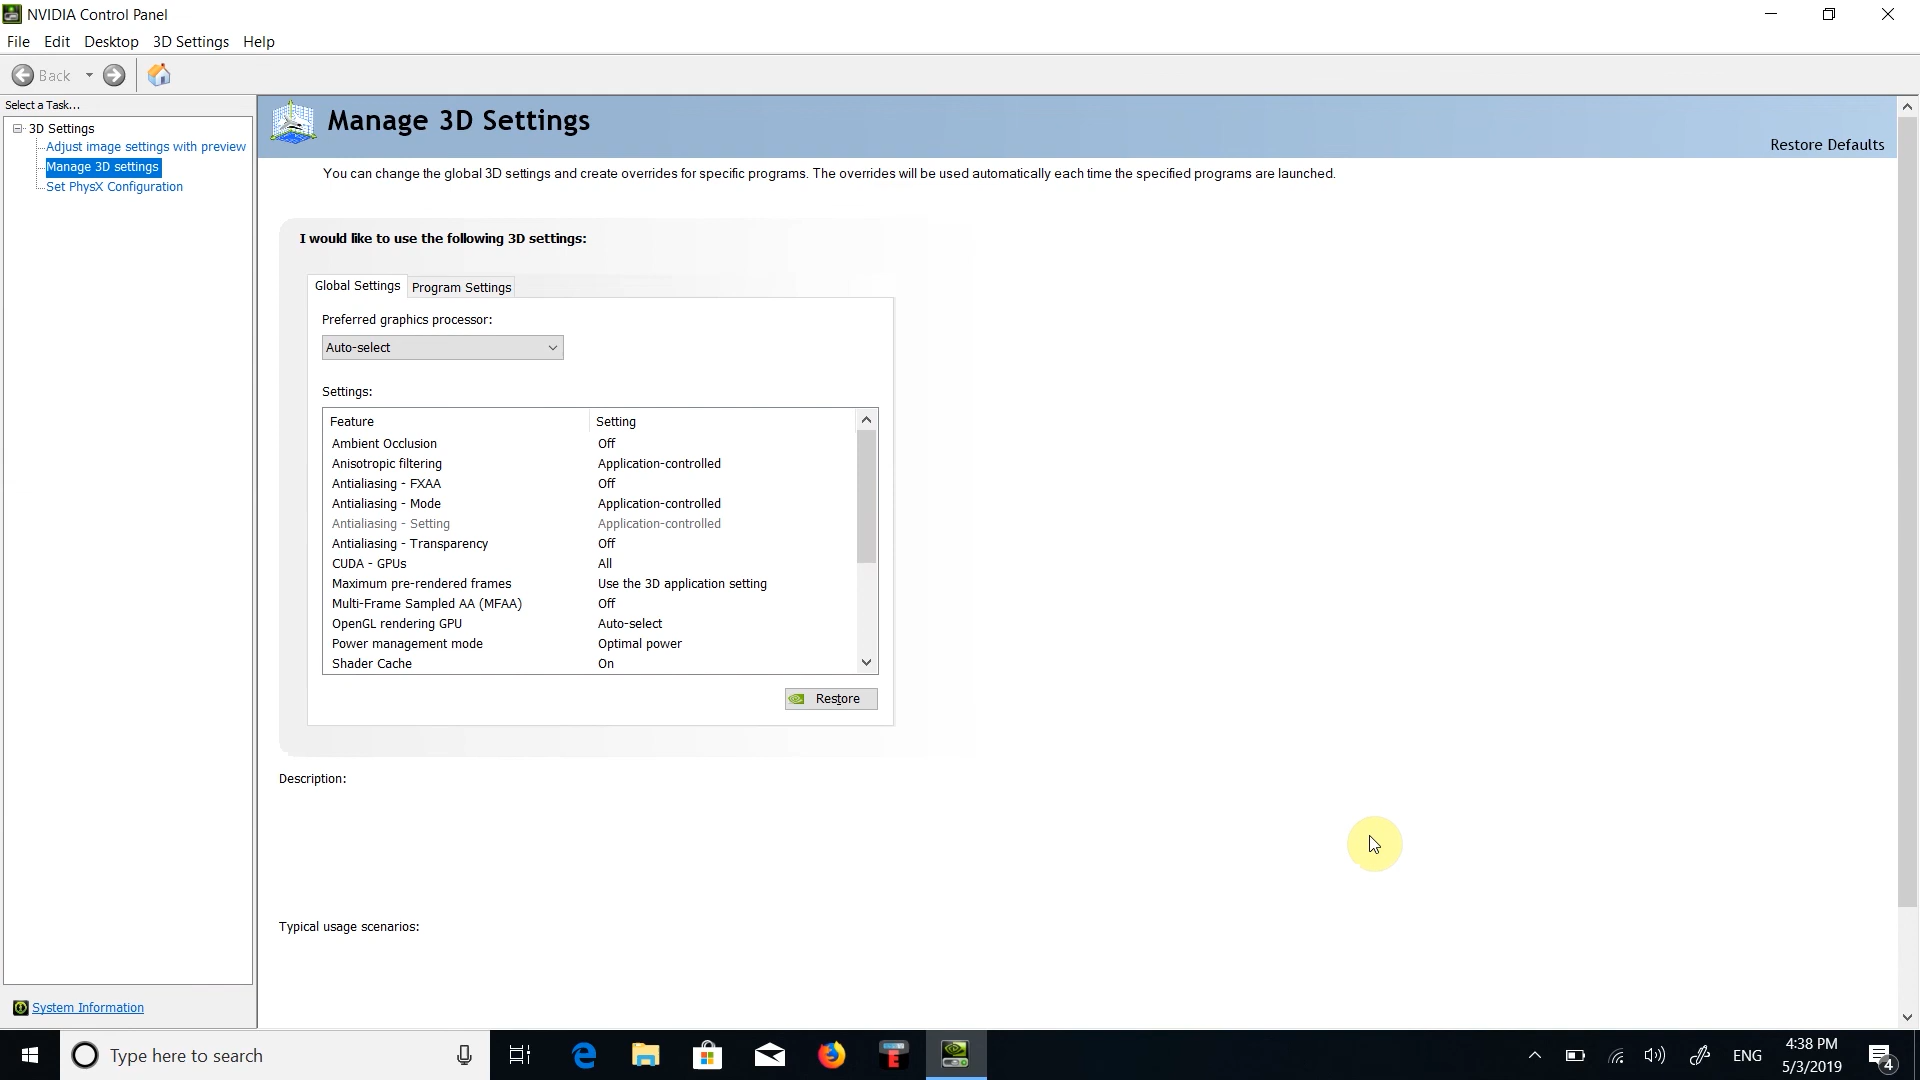 NVIDIA Control Panel
File Edit Desktop 3D Settings Help
Back
Select a Task...
3D Settings
Adjust image settings with preview
Manage 3D settings
Set PhysX Configuration
System Information
Manage 3D Settings
Restore Defaults
You can change the global 3D settings and create overrides for specific programs. The overrides will be used automatically each time the specified programs are launched.
I would like to use the following 3D settings:
Global Settings Program Settings
Preferred graphics processor:
Auto-select
Settings:
Feature Setting
Ambient Occlusion Off
Anisotropic filtering Application-controlled
Antialiasing - FXAA Off
Antialiasing - Mode Application-controlled
Antialiasing - Setting Application-controlled
Antialiasing - Transparency Off
CUDA - GPUs All
Maximum pre-rendered frames Use the 3D application setting
Multi-Frame Sampled AA (MFAA) Off
OpenGL rendering GPU Auto-select
Power management mode Optimal power
Shader Cache On
Restore
Description:
Typical usage scenarios:
Type here to search
E
ENG
4:38 PM
5/3/2019
4